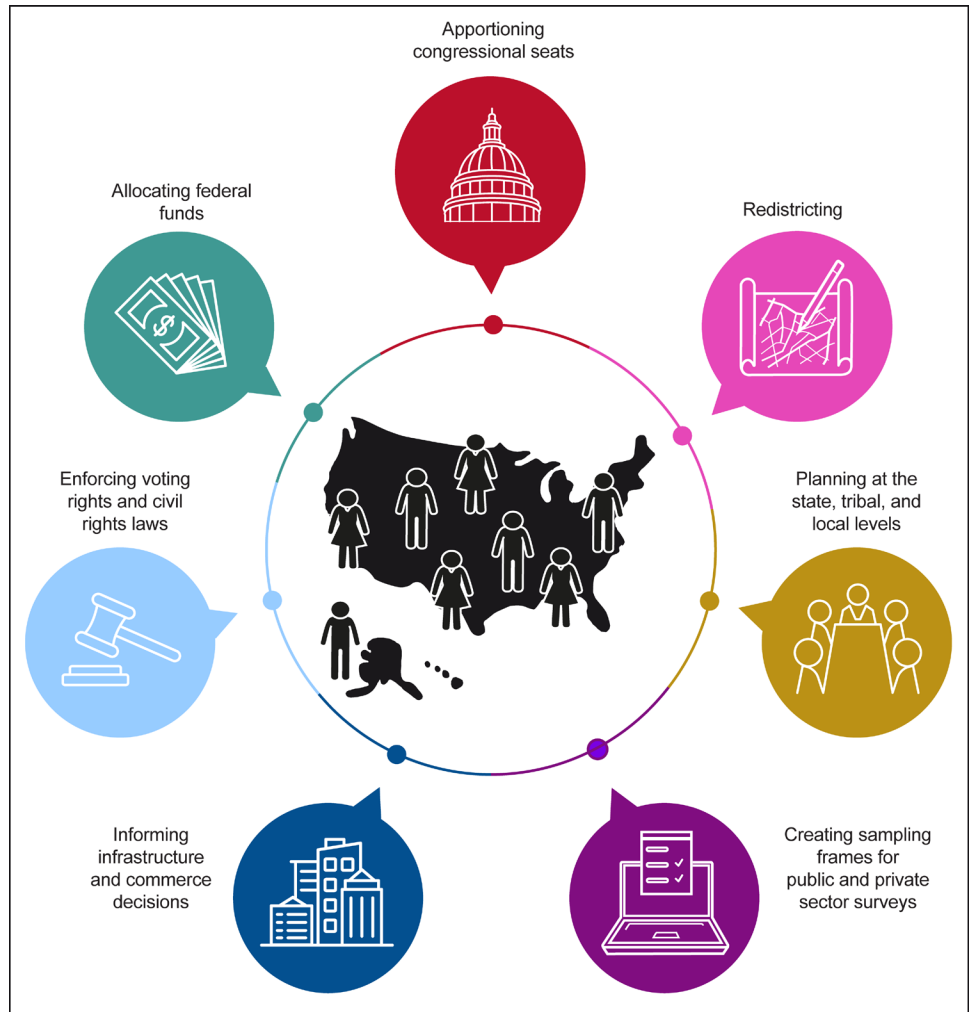 Apportioning
congressional seats
Allocating federal
funds
Redistricting
Enforcing voting
rights and civil
rights laws
Planning at the
state, tribal, and
local levels
Informing
infrastructure
and commerce
decisions
Creating sampling
frames for
public and private
sector surveys
$